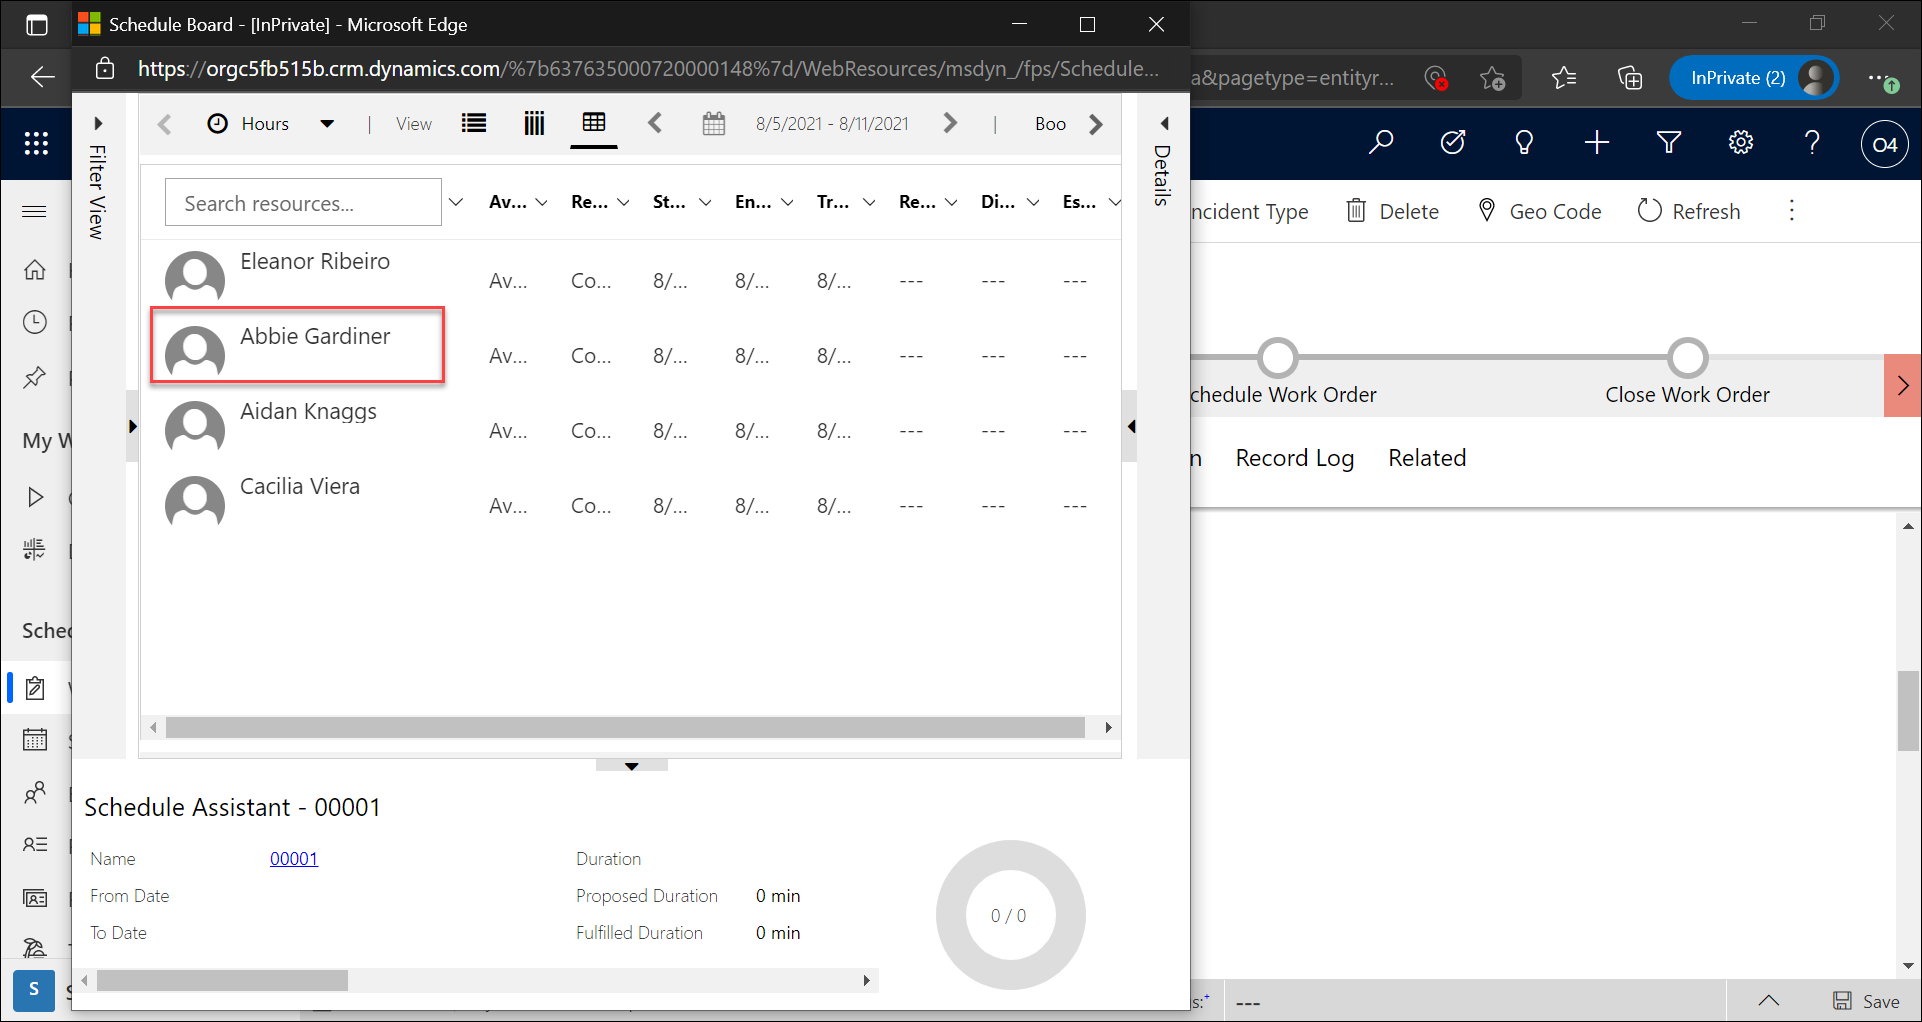 Schedule Board - [InPrivate] - Microsoft Edge
https://orgc5fb515b.crm.dynamics.com/%7b637635000720000148%7d/WebResources/msdyn_/fps/Schedule...
a&pagetype=entityr...
InPrivate (2)
Hours
View
8/5/2021 - 8/11/2021
Boo
Filter View
Details
O4
Search resources...
Av...
Re...
St...
En...
Tr...
Re...
Di...
Es...
ncident Type
Delete
Geo Code
Refresh
Eleanor Ribeiro
Av...
Co...
8/...
8/...
8/...
---
---
---
Abbie Gardiner
Av...
Co...
8/...
8/...
8/...
---
---
---
Aidan Knaggs
Av...
Co...
8/...
8/...
8/...
---
---
---
Cacilia Viera
Av...
Co...
8/...
8/...
8/...
---
---
---
chedule Work Order
Close Work Order
n
Record Log
Related
My W
Sched
Schedule Assistant - 00001
Name
00001
From Date
To Date
Duration
Proposed Duration
0 min
Fulfilled Duration
0 min
0 / 0
S
s:+
---
Save